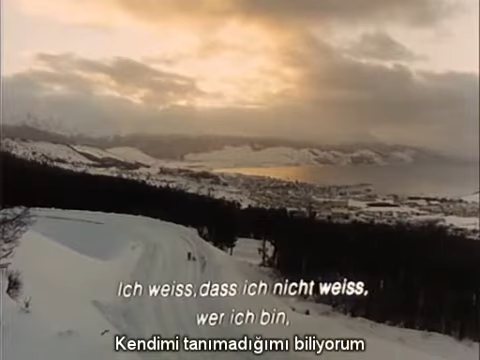 Ich weiss, dass ich nicht weiss,
wer ich bin,
Kendimi tanımadığımı biliyorum